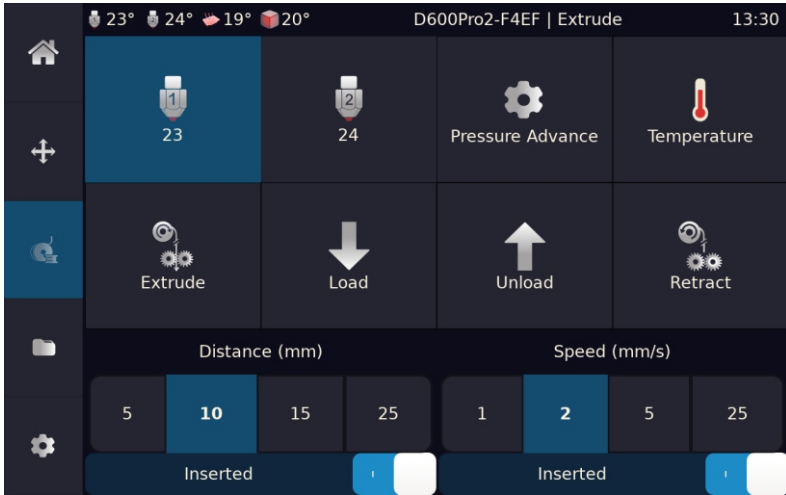 23° 24° 19° 20° D600Pro2-F4EF | Extrude 13:30
1 2
23 24 Pressure Advance Temperature
1
Extrude Load Unload Retract
Distance (mm) Speed (mm/s)
5 10 15 25 1 2 5 25
Inserted Inserted